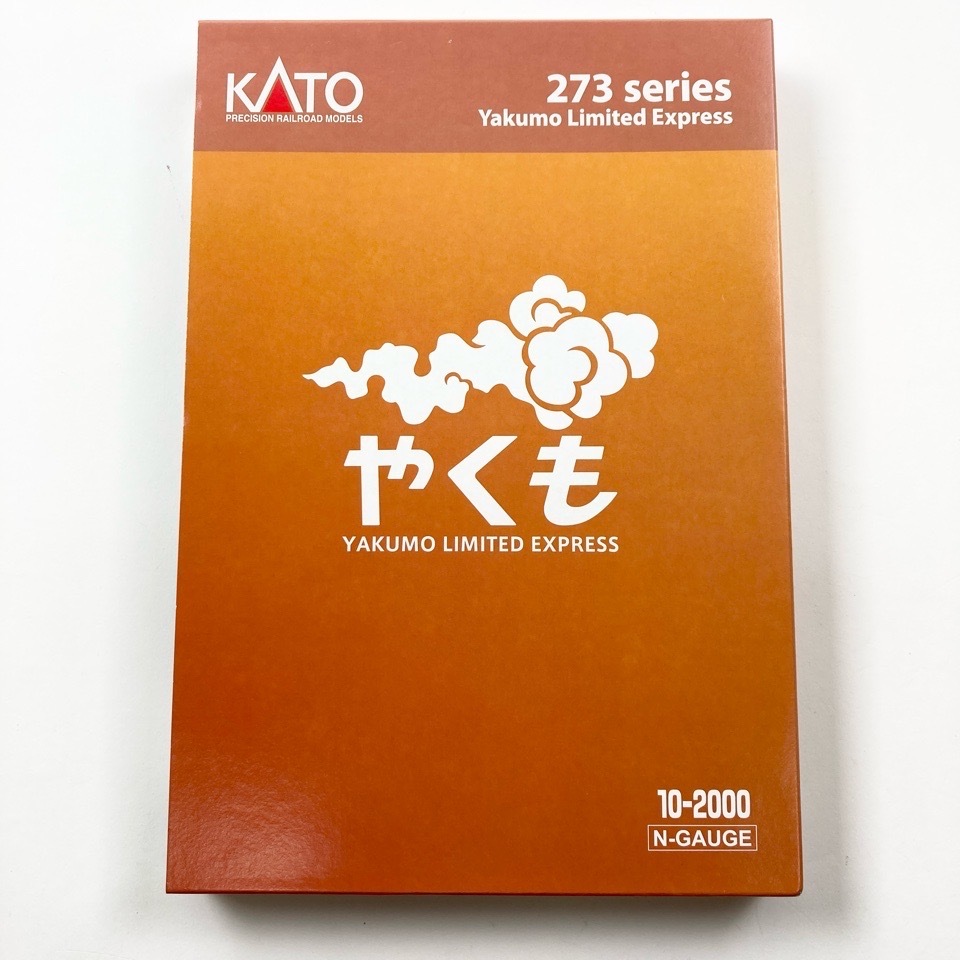 KATO
PRECISION RAILROAD MODELS
273 series
Yakumo Limited Express
やくも
YAKUMO LIMITED EXPRESS
10-2000
N-GAUGE